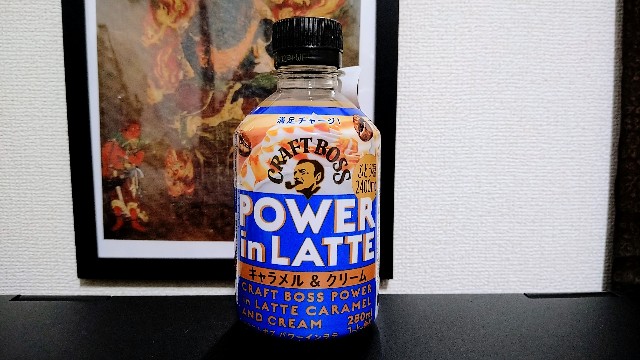 満足チャージ!
CRAFT BOSS
POWER
in LATTE
キャラメル & クリーム
CRAFT BOSS POWER
in LATTE CARAMEL
AND CREAM
280ml